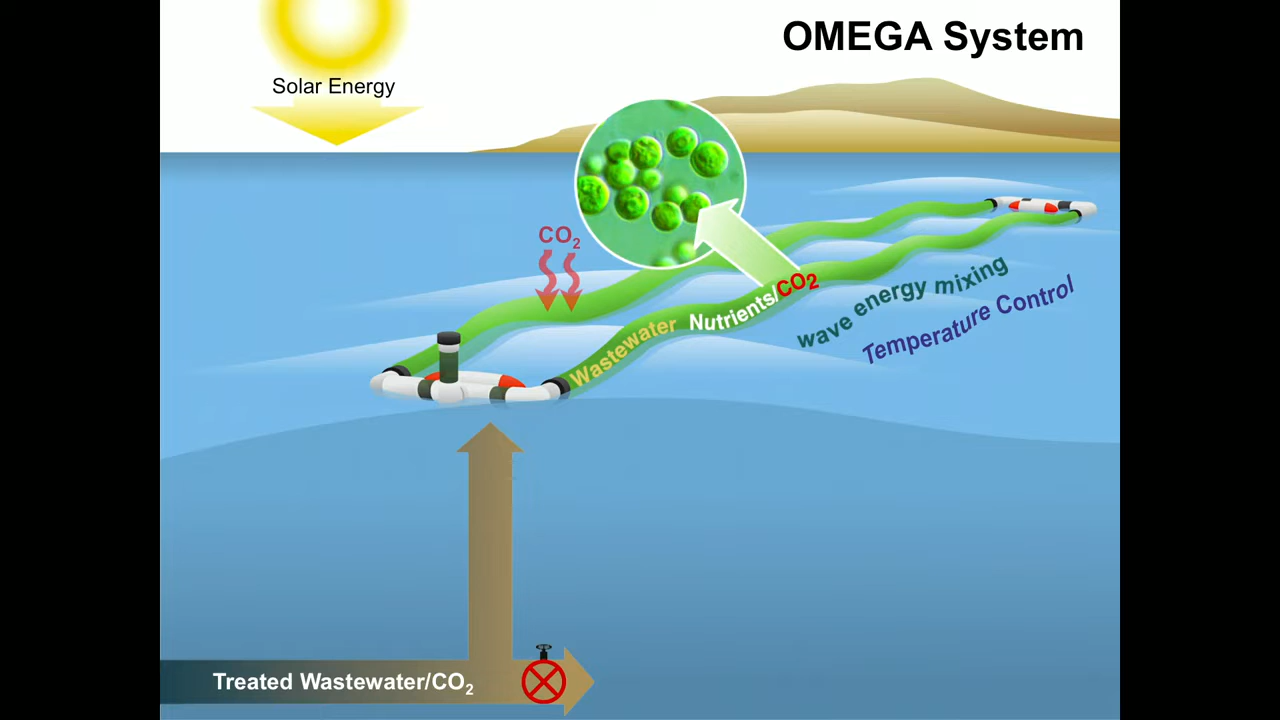 OMEGA System
Solar Energy
CO₂
Wastewater Nutrients/CO₂
wave energy mixing
Temperature Control
Treated Wastewater/CO₂